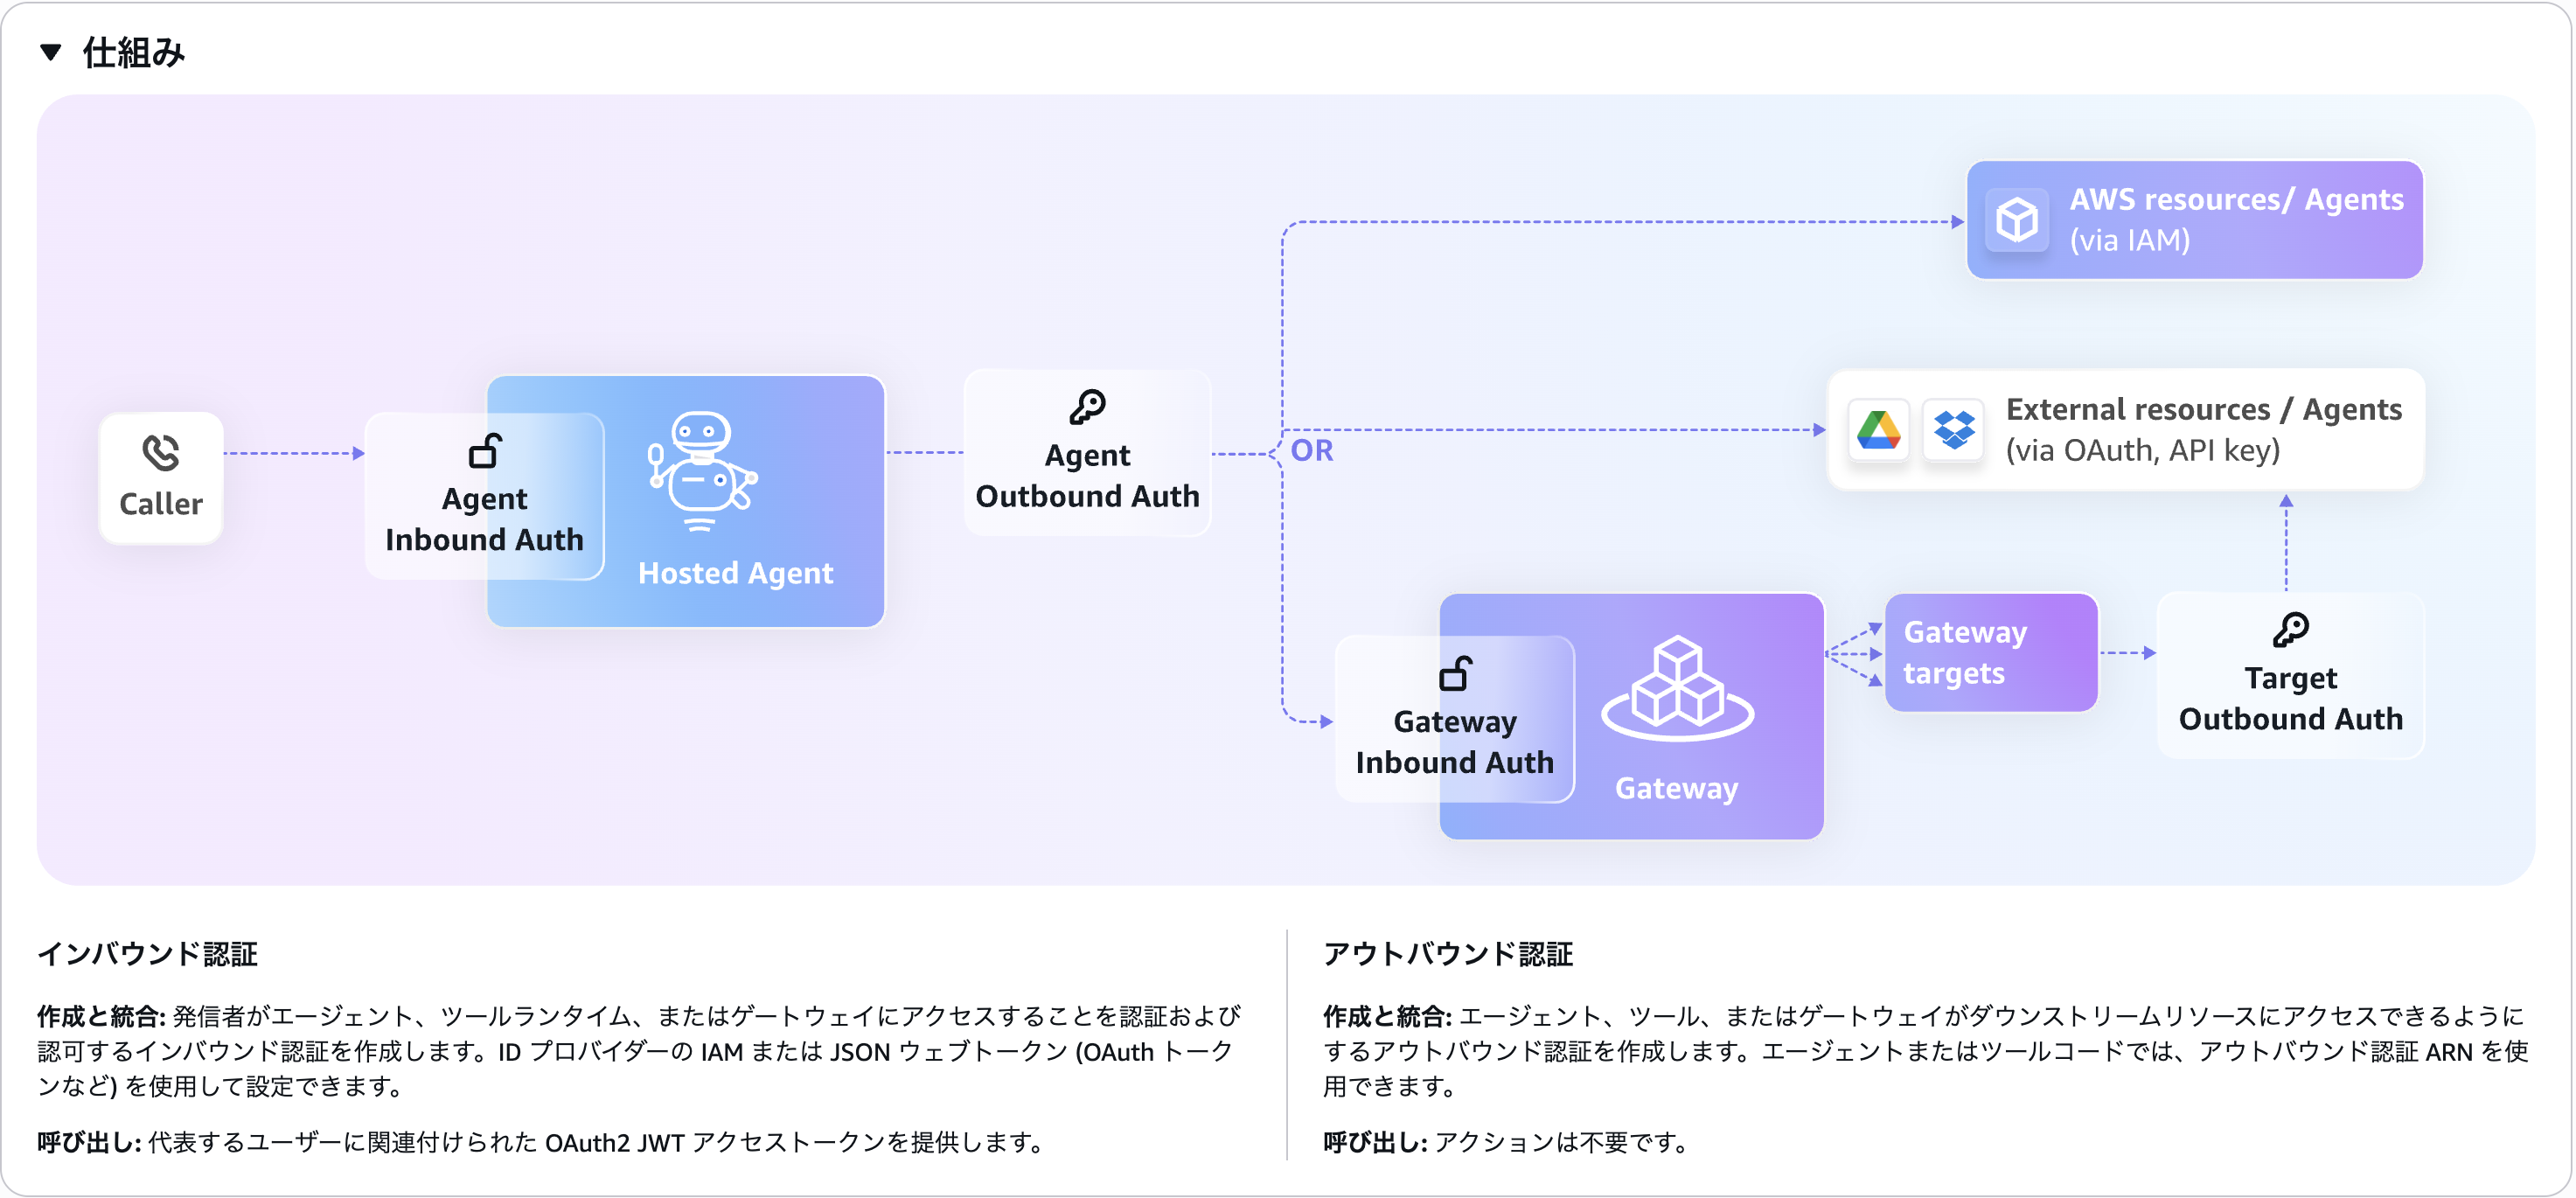 ▼ 仕組み
AWS resources/ Agents
(via IAM)
External resources / Agents
(via OAuth, API key)
Caller
Agent
Inbound Auth
Hosted Agent
Agent
Outbound Auth
OR
Gateway
Inbound Auth
Gateway
Gateway
targets
Target
Outbound Auth
インバウンド認証
作成と統合: 発信者がエージェント、ツールランタイム、またはゲートウェイにアクセスすることを認証および
認可するインバウンド認証を作成します。ID プロバイダーの IAM または JSON ウェブトークン (OAuth トーク
ンなど) を使用して設定できます。
呼び出し: 代表するユーザーに関連付けられた OAuth2 JWT アクセストークンを提供します。
アウトバウンド認証
作成と統合: エージェント、ツール、またはゲートウェイがダウンストリームリソースにアクセスできるように
するアウトバウンド認証を作成します。エージェントまたはツールコードでは、アウトバウンド認証 ARN を使
用できます。
呼び出し: アクションは不要です。